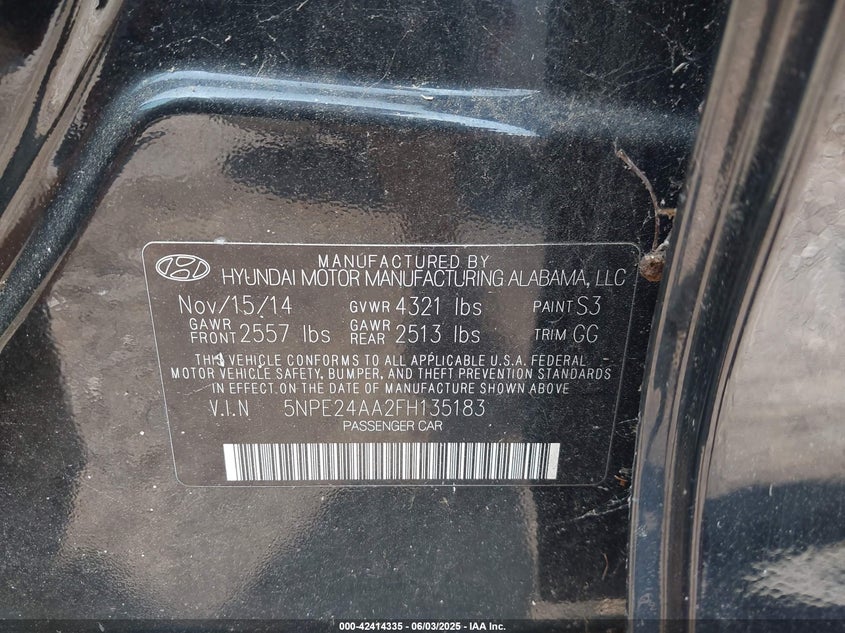 MANUFACTURED BY
HYUNDAI MOTOR MANUFACTURING ALABAMA, LLC
Nov/15/14 GVWR 4321 lbs PAINT S3
GAWR FRONT 2557 lbs GAWR REAR 2513 lbs TRIM GG
THIS VEHICLE CONFORMS TO ALL APPLICABLE U.S.A. FEDERAL
MOTOR VEHICLE SAFETY, BUMPER, AND THEFT PREVENTION STANDARDS
IN EFFECT ON THE DATE OF MANUFACTURE SHOWN ABOVE
V.I.N 5NPE24AA2FH135183
PASSENGER CAR
000-42414335 - 06/03/2025 - IAA Inc.